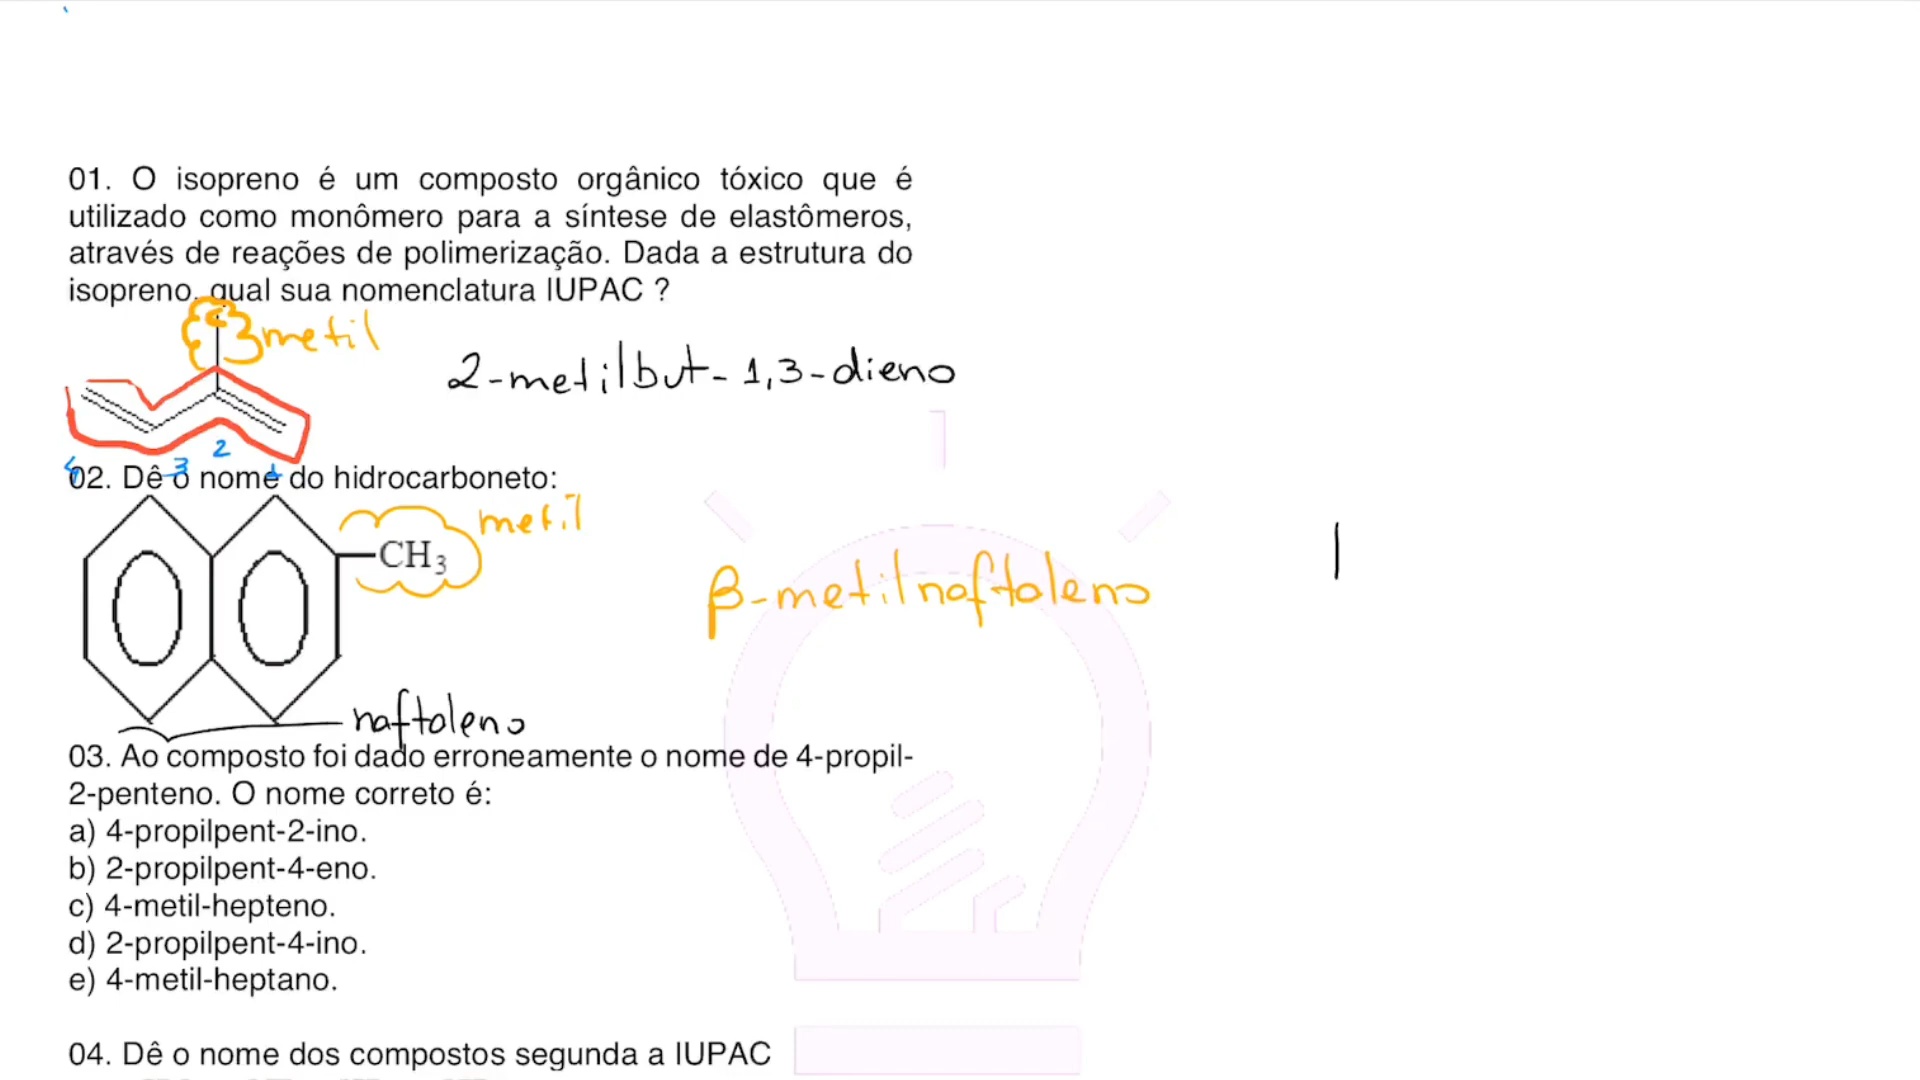 01. O isopreno é um composto orgânico tóxico que é
utilizado como monômero para a síntese de elastômeros,
através de reações de polimerização. Dada a estrutura do
isopreno, qual sua nomenclatura IUPAC ?
metil
2-metilbut-1,3-dieno
4 3 2 1
02. Dê o nome do hidrocarboneto:
metil
CH3
β-metilnaftaleno
naftaleno
03. Ao composto foi dado erroneamente o nome de 4-propil-
2-penteno. O nome correto é:
a) 4-propilpent-2-ino.
b) 2-propilpent-4-eno.
c) 4-metil-hepteno.
d) 2-propilpent-4-ino.
e) 4-metil-heptano.
04. Dê o nome dos compostos segunda a IUPAC